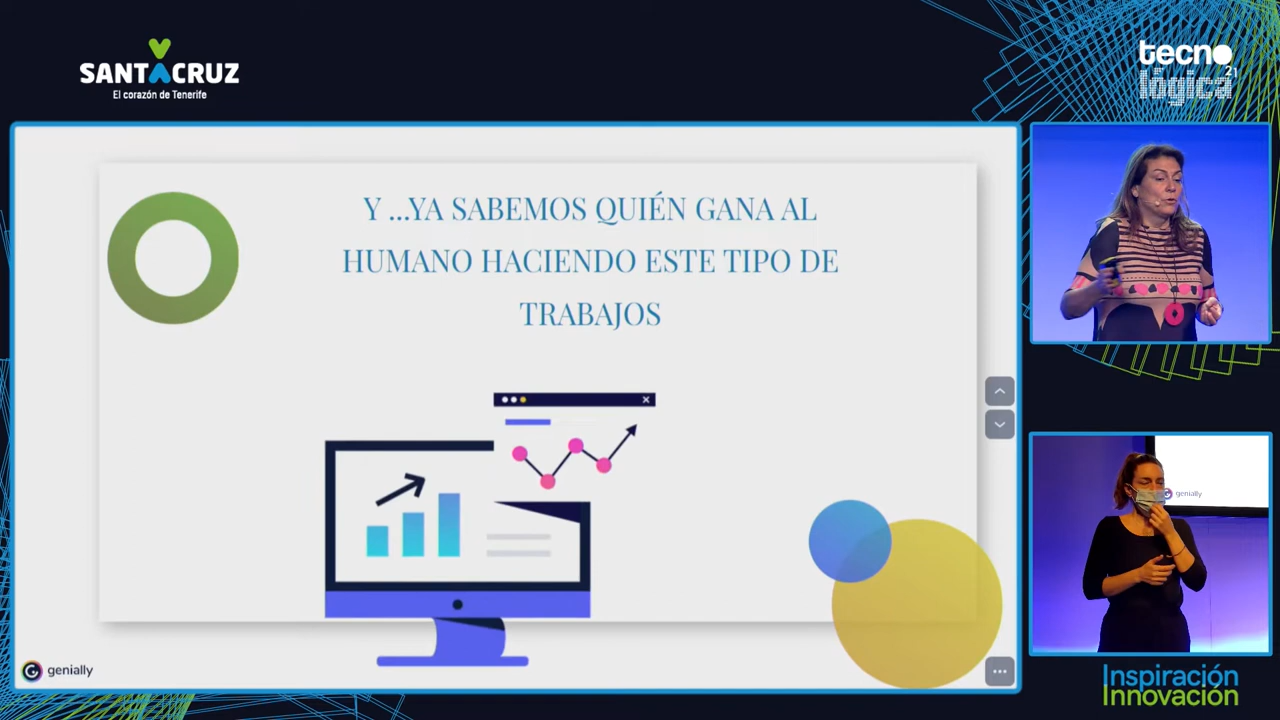 SANTACRUZ
El corazón de Tenerife
tecno
lógica
21
Y ...YA SABEMOS QUIÉN GANA AL
HUMANO HACIENDO ESTE TIPO DE
TRABAJOS
genially
genially
Inspiración
Innovación